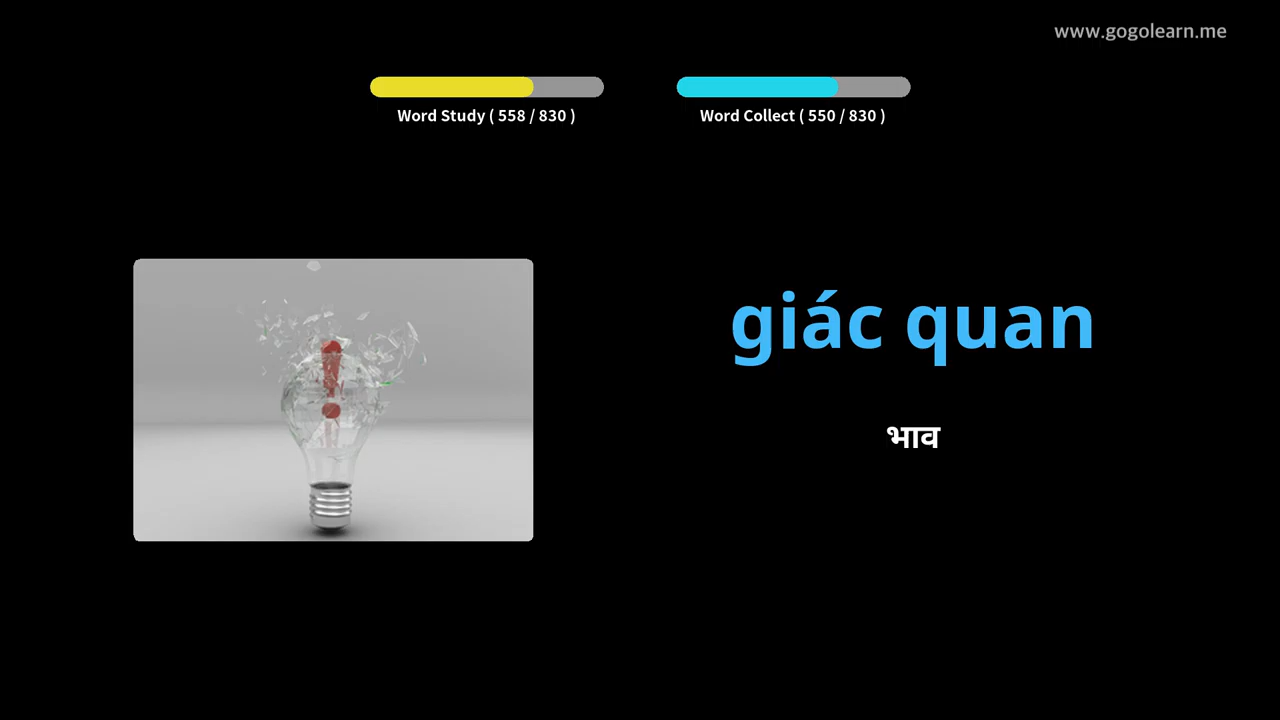 www.gogolearn.me
Word Study ( 558 / 830 )
Word Collect ( 550 / 830 )
giác quan
भाव